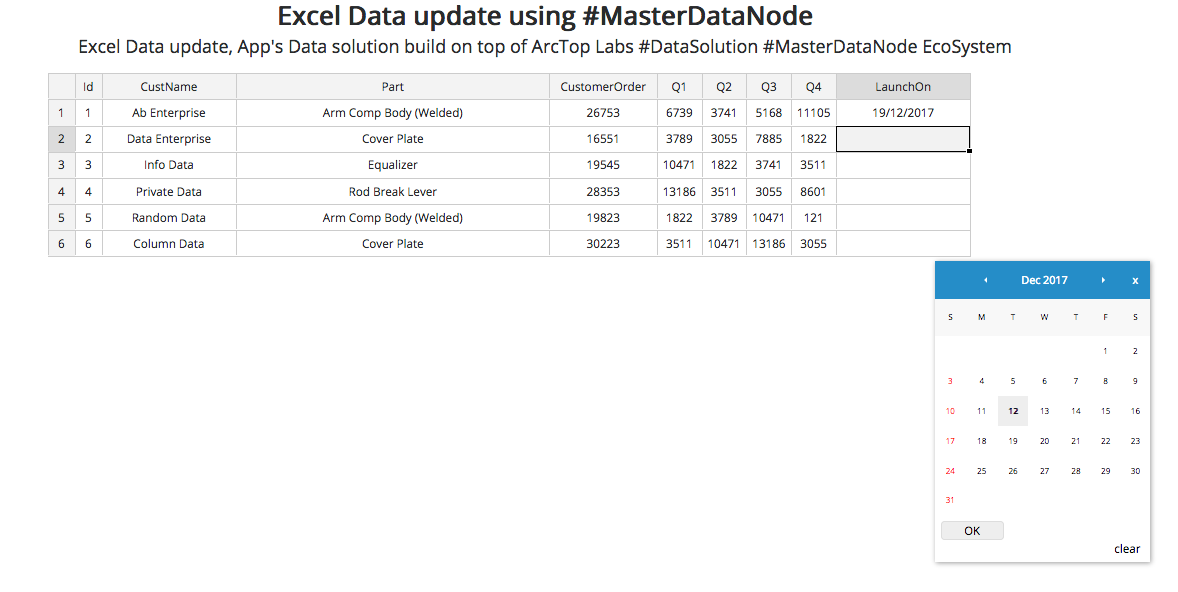 Excel Data update using #MasterDataNode
Excel Data update, App's Data solution build on top of ArcTop Labs #DataSolution #MasterDataNode EcoSystem
Id CustName Part CustomerOrder Q1 Q2 Q3 Q4 LaunchOn
1 1 Ab Enterprise Arm Comp Body (Welded) 26753 6739 3741 5168 11105 19/12/2017
2 2 Data Enterprise Cover Plate 16551 3789 3055 7885 1822
3 3 Info Data Equalizer 19545 10471 1822 3741 3511
4 4 Private Data Rod Break Lever 28353 13186 3511 3055 8601
5 5 Random Data Arm Comp Body (Welded) 19823 1822 3789 10471 121
6 6 Column Data Cover Plate 30223 3511 10471 13186 3055
Dec 2017 x
S M T W T F S
1 2
3 4 5 6 7 8 9
10 11 12 13 14 15 16
17 18 19 20 21 22 23
24 25 26 27 28 29 30
31
OK
clear